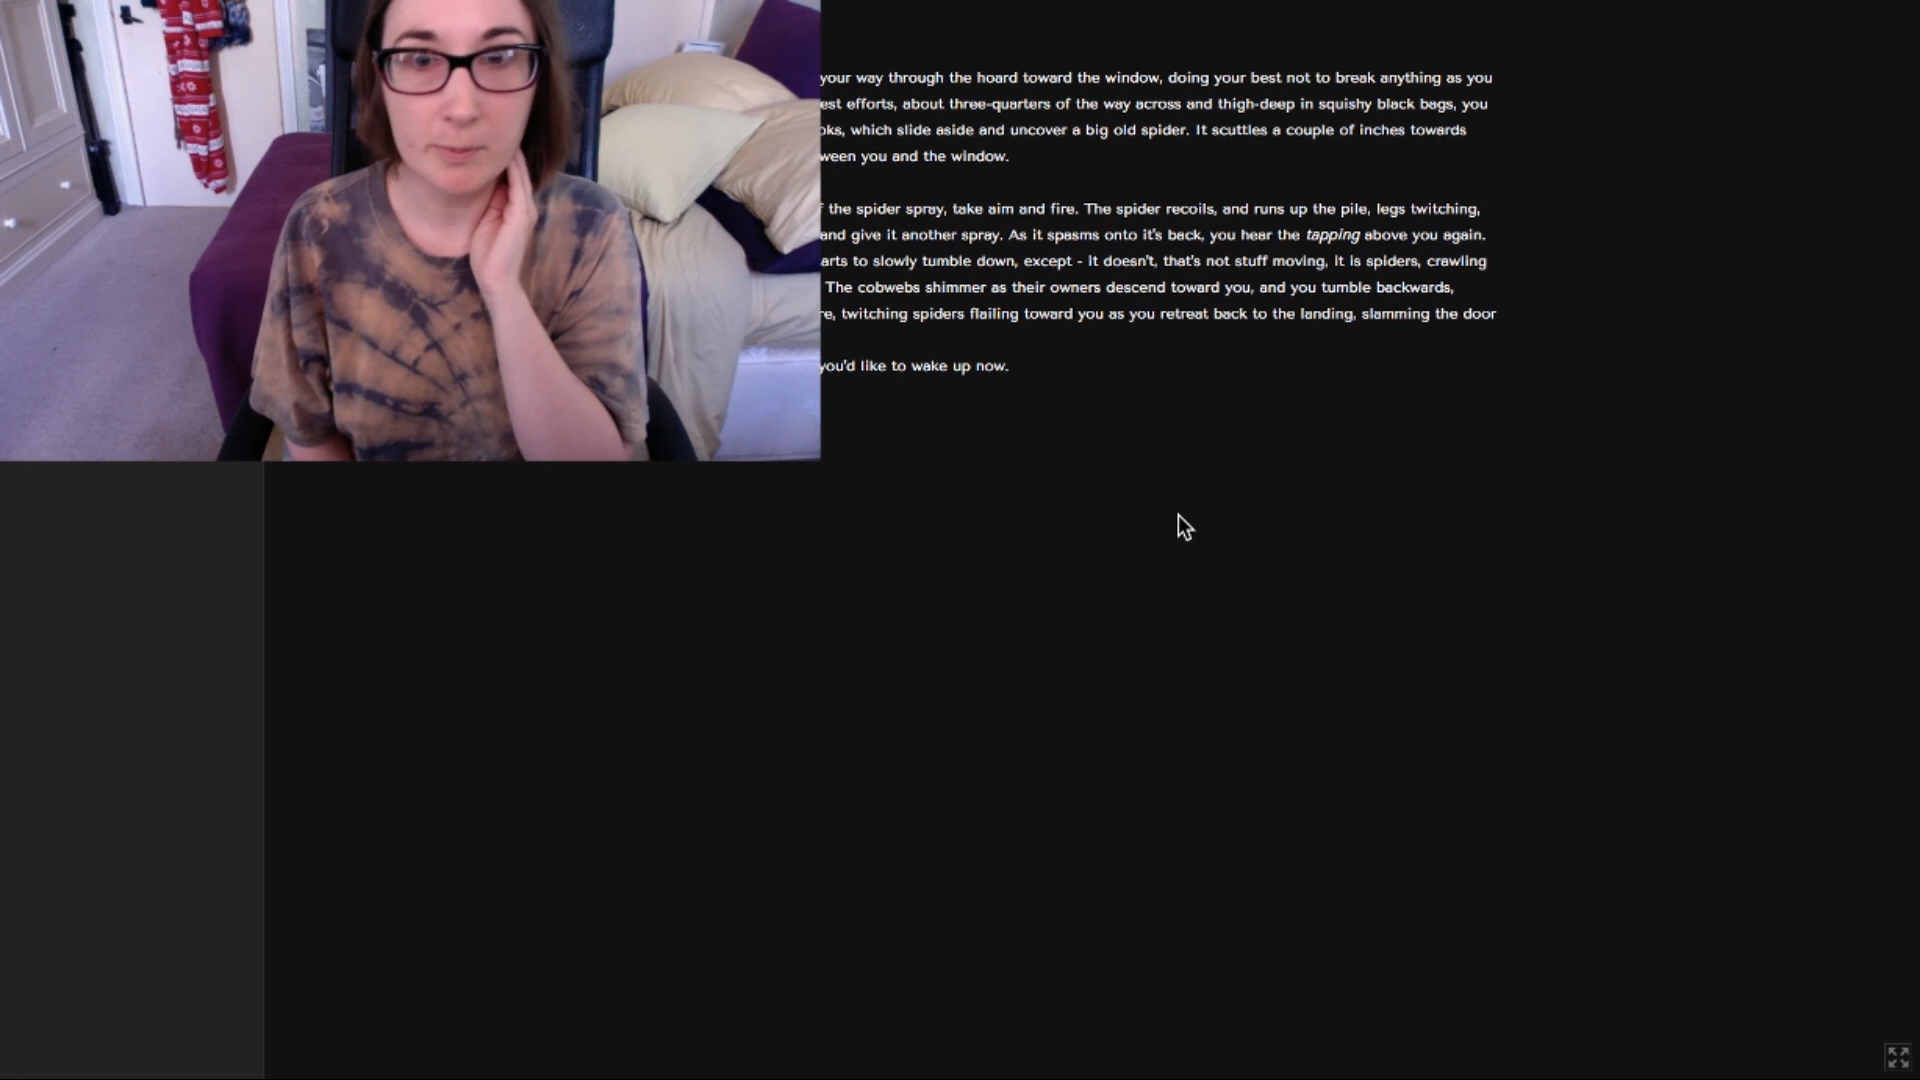 your way through the hoard toward the window, doing your best not to break anything as you
est efforts, about three-quarters of the way across and thigh-deep in squishy black bags, you
oks, which slide aside and uncover a big old spider. It scuttles a couple of inches towards
ween you and the window.
f the spider spray, take aim and fire. The spider recoils, and runs up the pile, legs twitching,
and give it another spray. As it spasms onto it's back, you hear the tapping above you again.
arts to slowly tumble down, except - it doesn't, that's not stuff moving, it is spiders, crawling
The cobwebs shimmer as their owners descend toward you, and you tumble backwards,
re, twitching spiders flailing toward you as you retreat back to the landing, slamming the door
you'd like to wake up now.